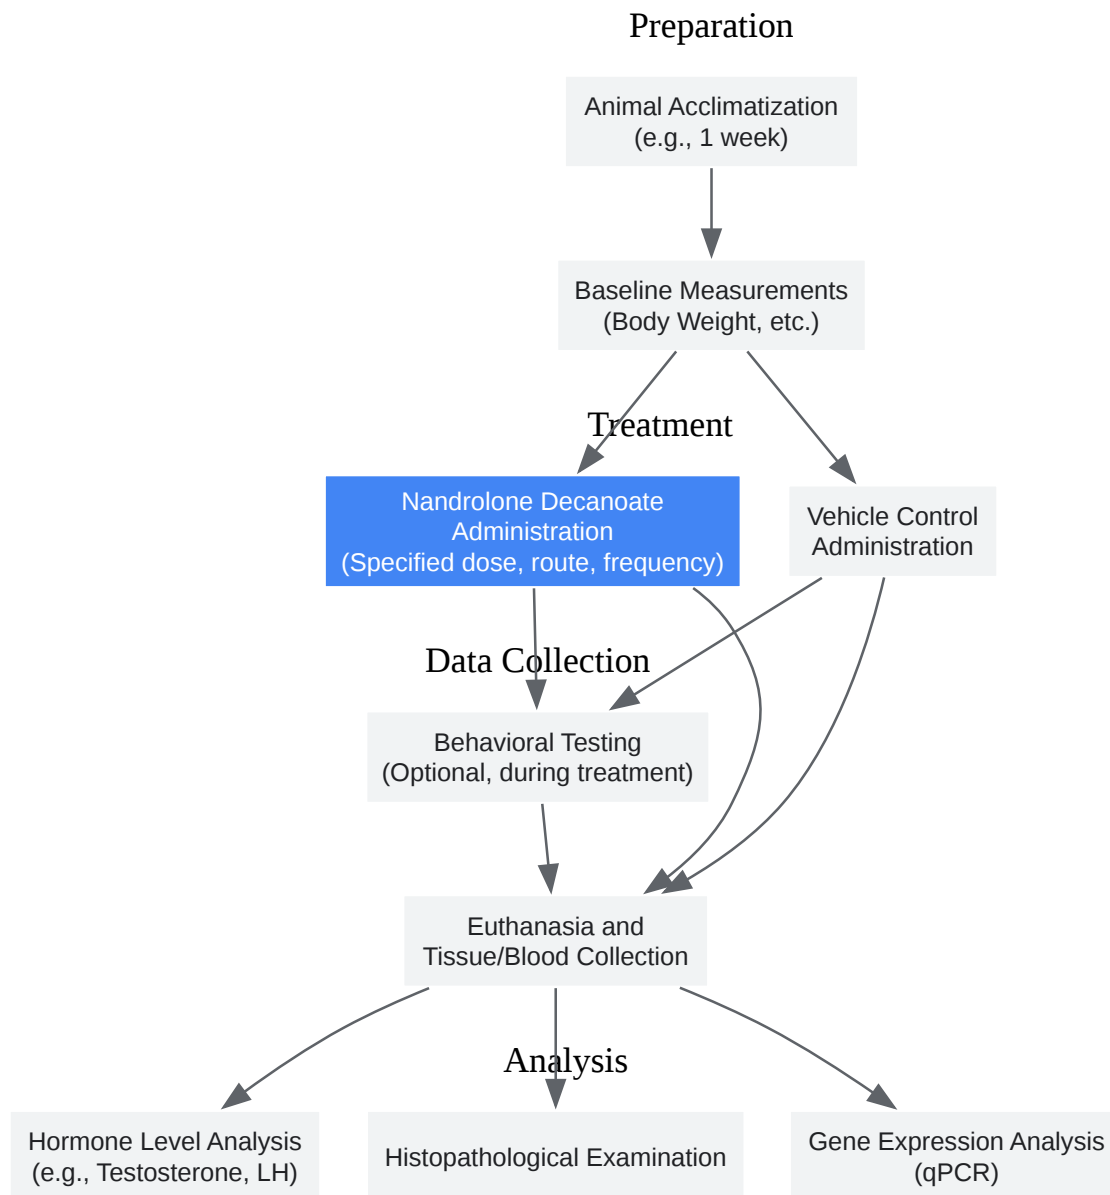 Preparation
Animal Acclimatization
(e.g., 1 week)
Baseline Measurements
(Body Weight, etc.)
Treatment
Nandrolone Decanoate
Administration
(Specified dose, route, frequency)
Vehicle Control
Administration
Data Collection
Behavioral Testing
(Optional, during treatment)
Euthanasia and
Tissue/Blood Collection
Analysis
Hormone Level Analysis
(e.g., Testosterone, LH)
Histopathological Examination
Gene Expression Analysis
(qPCR)